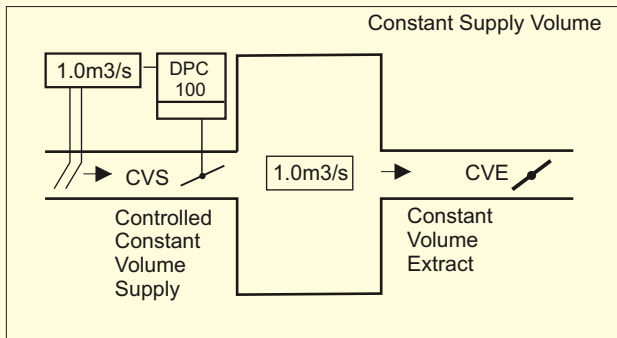 Constant Supply Volume
1.0m3/s
DPC
100
CVS
1.0m3/s
CVE
Controlled
Constant
Volume
Supply
Constant
Volume
Extract